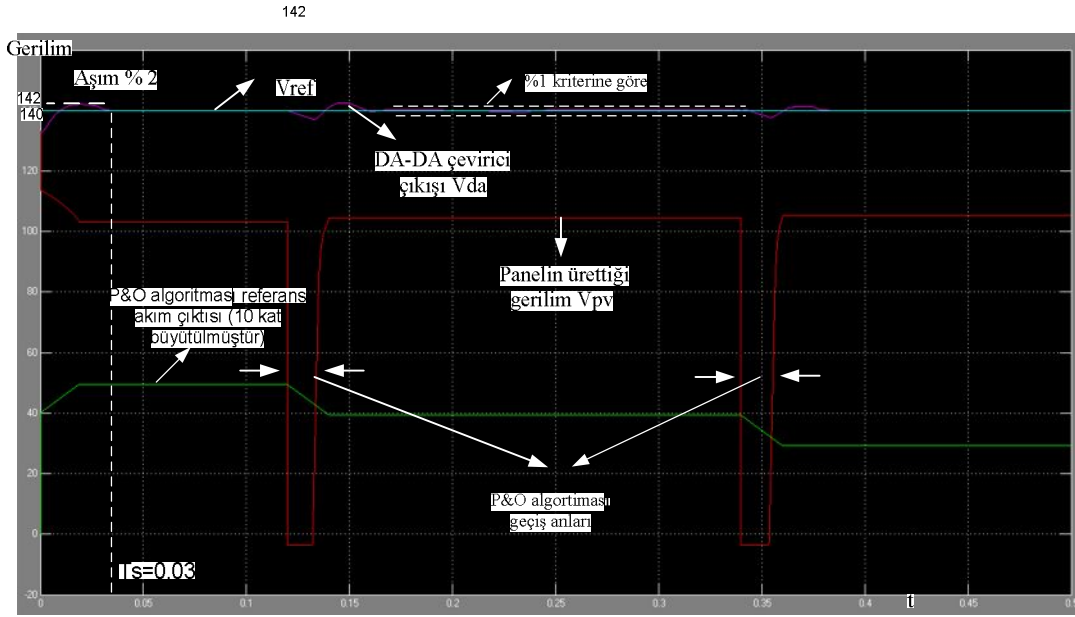 142
Gerilim
Aşım % 2
Vref
%1 kriterine göre
142
140
DA-DA çevirici
çıkışı Vda
120
100
Panelin ürettiği
gerilim Vpv
80
P&O algoritması referans
akım çıktısı (10 kat
büyütülmüştür)
60
40
20
P&O algortiması
geçiş anları
0
Ts=0.03
-20
0
0.05
0.1
0.15
0.2
0.25
0.3
0.35
0.4
t
0.45
0.5